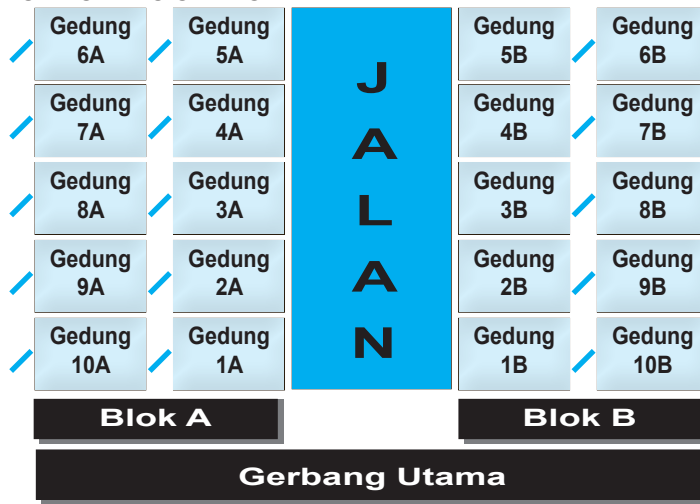 Gedung
6A
Gedung
5A
Gedung
5B
Gedung
6B
Gedung
7A
Gedung
4A
Gedung
4B
Gedung
7B
Gedung
8A
Gedung
3A
Gedung
3B
Gedung
8B
Gedung
9A
Gedung
2A
Gedung
2B
Gedung
9B
Gedung
10A
Gedung
1A
Gedung
1B
Gedung
10B
J
A
L
A
N
Blok A
Blok B
Gerbang Utama